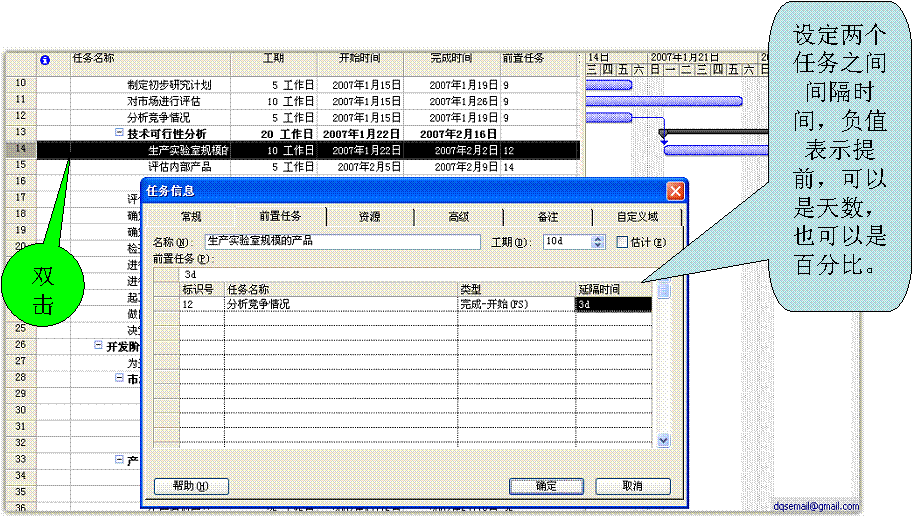 任务名称 工期 开始时间 完成时间 前置任务 14日 2007年1月21日
三 四 五 六 日 一 二 三 四 五 六 日
10 制定初步研究计划 5 工作日 2007年1月15日 2007年1月19日 9
11 对市场进行评估 10 工作日 2007年1月15日 2007年1月26日 9
12 分析竞争情况 5 工作日 2007年1月15日 2007年1月19日 9
13 技术可行性分析 20 工作日 2007年1月22日 2007年2月16日
14 生产实验室规模的 10 工作日 2007年1月22日 2007年2月2日 12
15 评估内部产品 5 工作日 2007年2月5日 2007年2月9日 14
16
17
18 确
19 确
20 检
进
进
起
做
25 决
26 开发阶
27 为
28 市
29
30
31
32
33 产
34
35
36
任务信息
常规 前置任务 资源 高级 备注 自定义域
名称(N): 生产实验室规模的产品 工期(D): 10d 估计(E)
前置任务(P):
3d
标识号 任务名称 类型 延隔时间
12 分析竞争情况 完成-开始(FS) 3d
帮助(H) 确定 取消
双
击
设定两个
任务之间
间隔时
间，负值
表示提
前，可以
是天数，
也可以是
百分比。
dqsemail@gmail.com